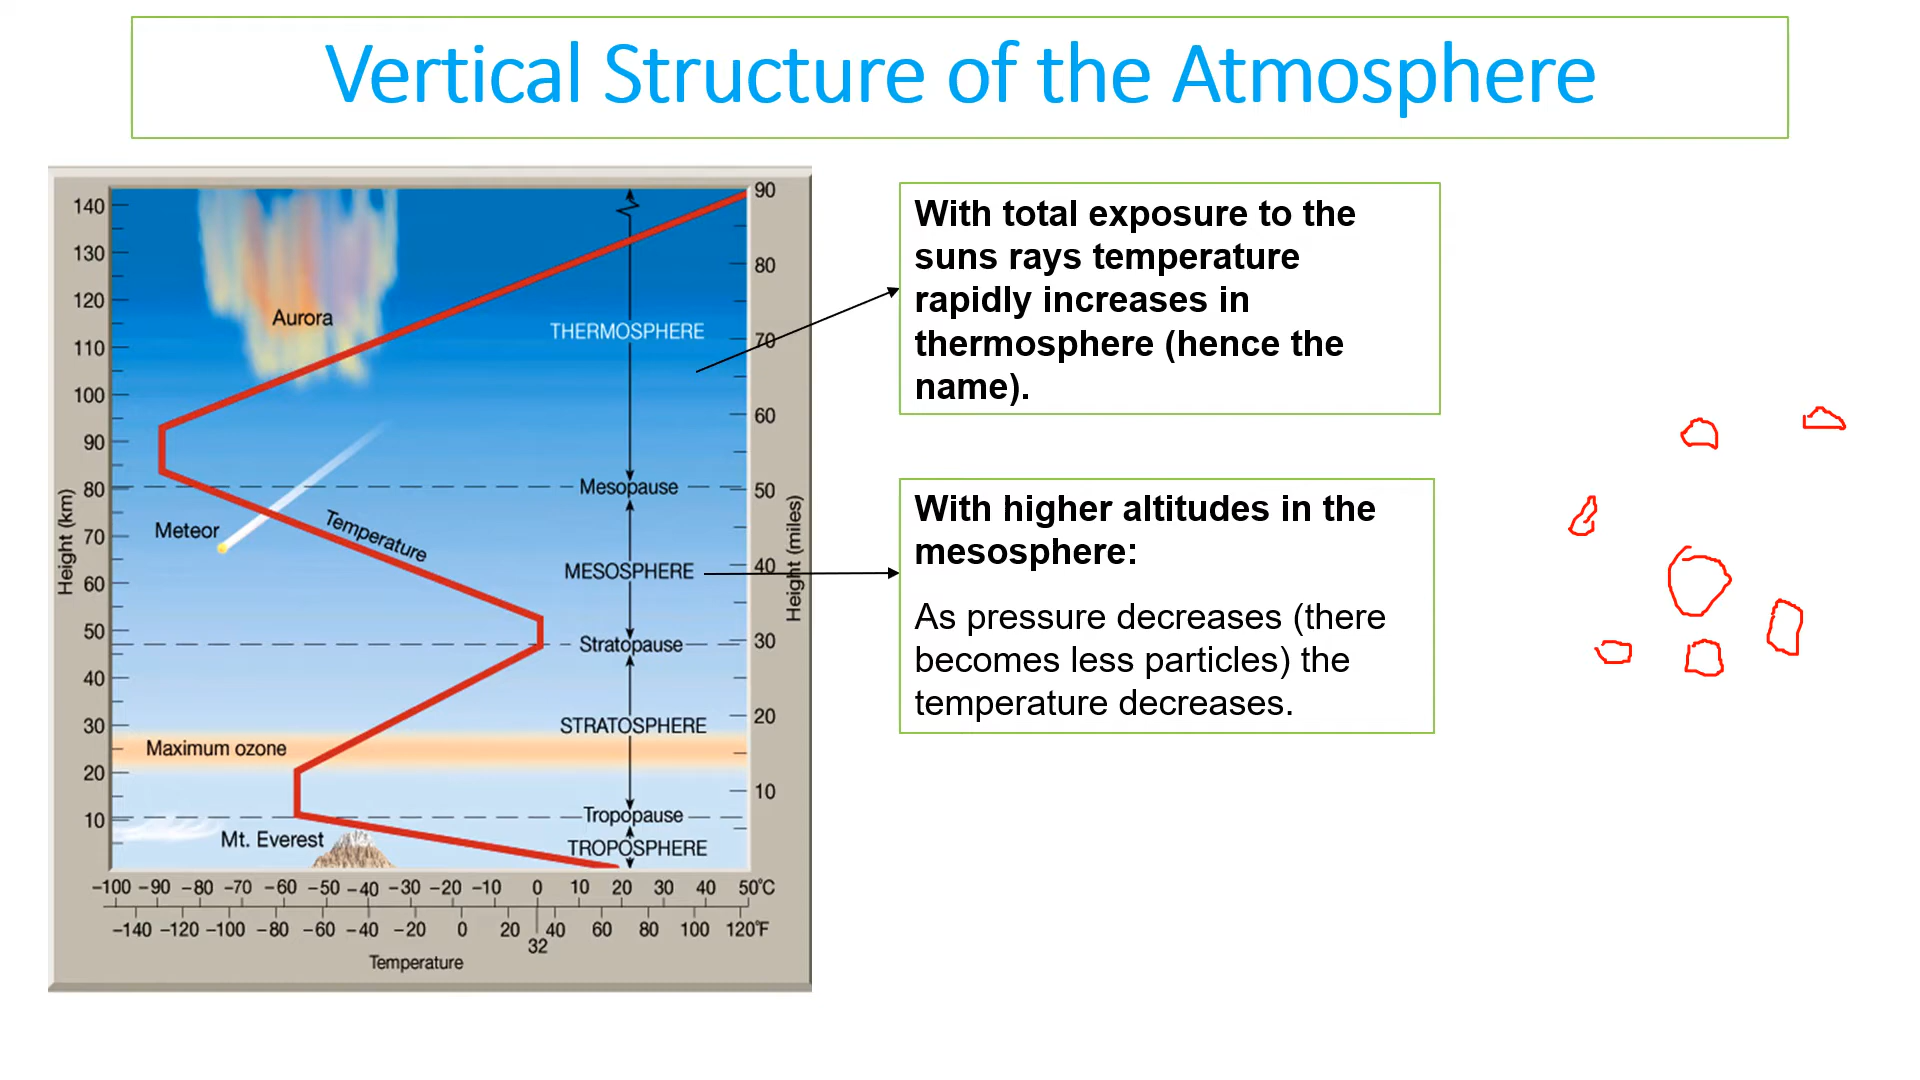 Vertical Structure of the Atmosphere
140
130
120
110
100
90
80
70
60
50
40
30
20
10
Height (km)
Aurora
Meteor
Temperature
Maximum ozone
Mt. Everest
THERMOSPHERE
Mesopause
MESOSPHERE
Stratopause
STRATOSPHERE
Tropopause
TROPOSPHERE
90
80
70
60
50
40
30
20
10
Height (miles)
−100 −90 −80 −70 −60 −50 −40 −30 −20 −10 0 10 20 30 40 50°C
−140 −120 −100 −80 −60 −40 −20 0 20 40 60 80 100 120°F
32
Temperature
With total exposure to the
suns rays temperature
rapidly increases in
thermosphere (hence the
name).
With higher altitudes in the
mesosphere:
As pressure decreases (there
becomes less particles) the
temperature decreases.